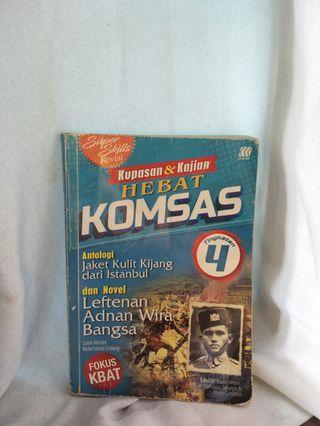 Super
Skills
Revisi
Kupasan & Kajian
HEBAT
KOMSAS
Tingkatan
4
Antologi
Jaket Kulit Kijang
dari Istanbul
dan Novel
Leftenan
Adnan Wira
Bangsa
FOKUS
KBAT